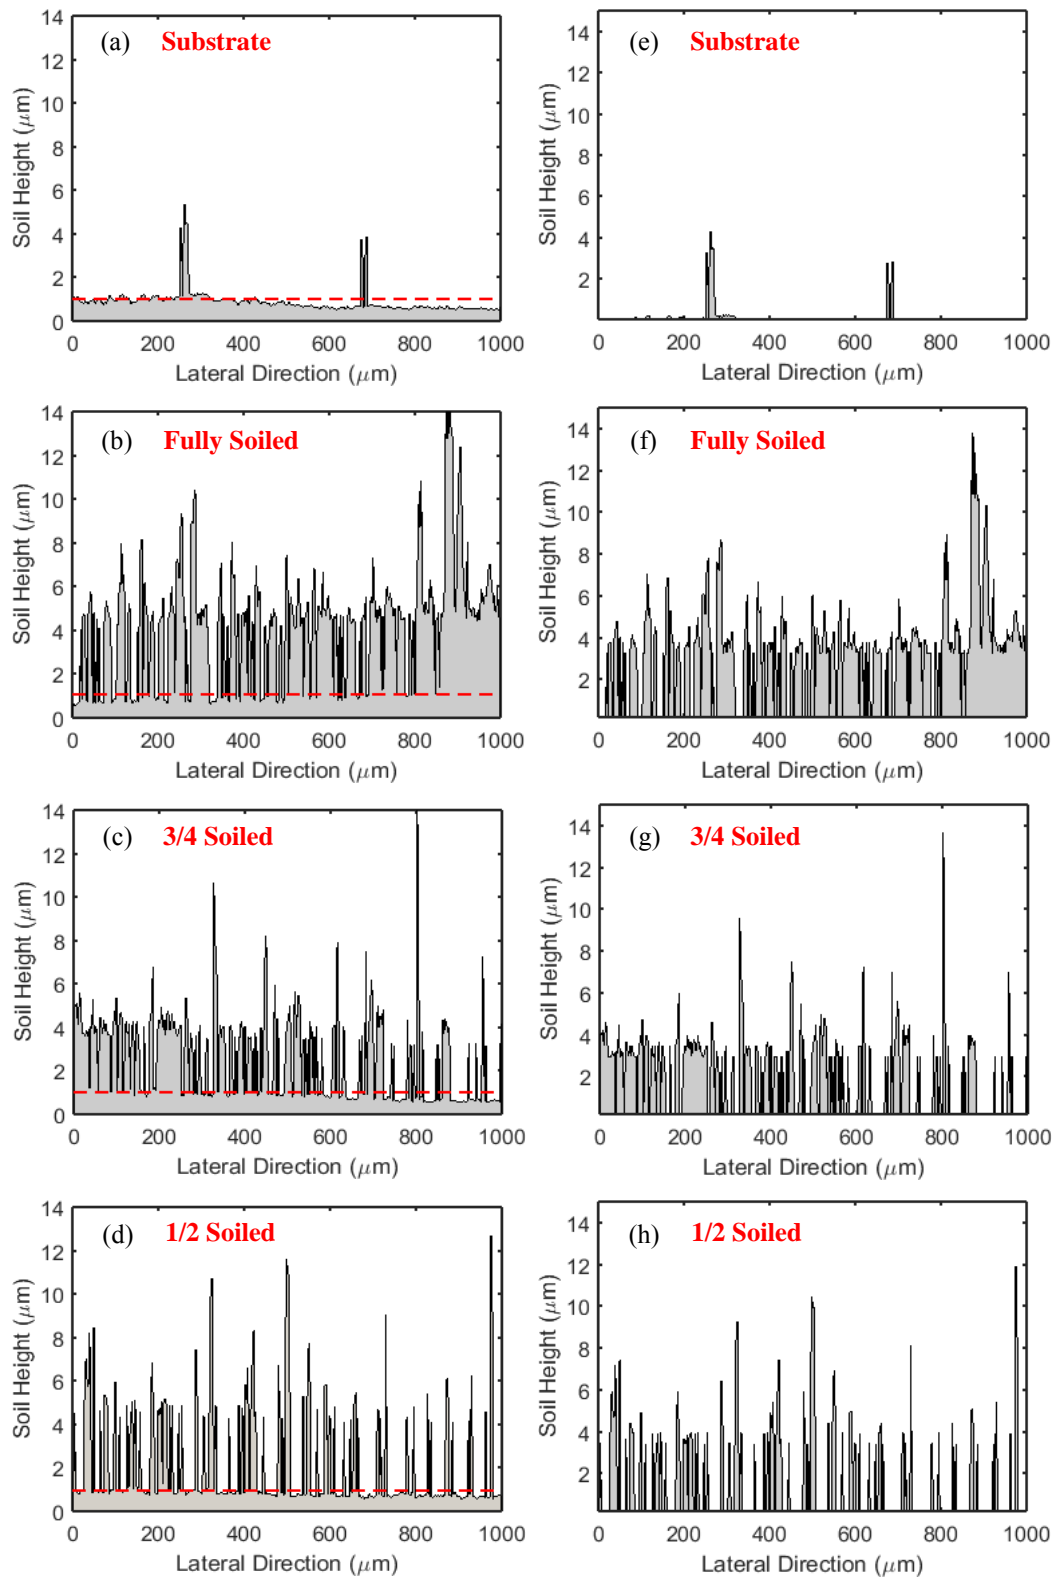 (a) Substrate
14
12
10
8
6
4
2
0
Soil Height (μm)
0 200 400 600 800 1000
Lateral Direction (μm)
(e) Substrate
14
12
10
8
6
4
2
Soil Height (μm)
0 200 400 600 800 1000
Lateral Direction (μm)
(b) Fully Soiled
14
12
10
8
6
4
2
0
Soil Height (μm)
0 200 400 600 800 1000
Lateral Direction (μm)
(f) Fully Soiled
14
12
10
8
6
4
2
Soil Height (μm)
0 200 400 600 800 1000
Lateral Direction (μm)
(c) 3/4 Soiled
14
12
10
8
6
4
2
0
Soil Height (μm)
0 200 400 600 800 1000
Lateral Direction (μm)
(g) 3/4 Soiled
14
12
10
8
6
4
2
Soil Height (μm)
0 200 400 600 800 1000
Lateral Direction (μm)
(d) 1/2 Soiled
14
12
10
8
6
4
2
0
Soil Height (μm)
0 200 400 600 800 1000
Lateral Direction (μm)
(h) 1/2 Soiled
14
12
10
8
6
4
2
Soil Height (μm)
0 200 400 600 800 1000
Lateral Direction (μm)